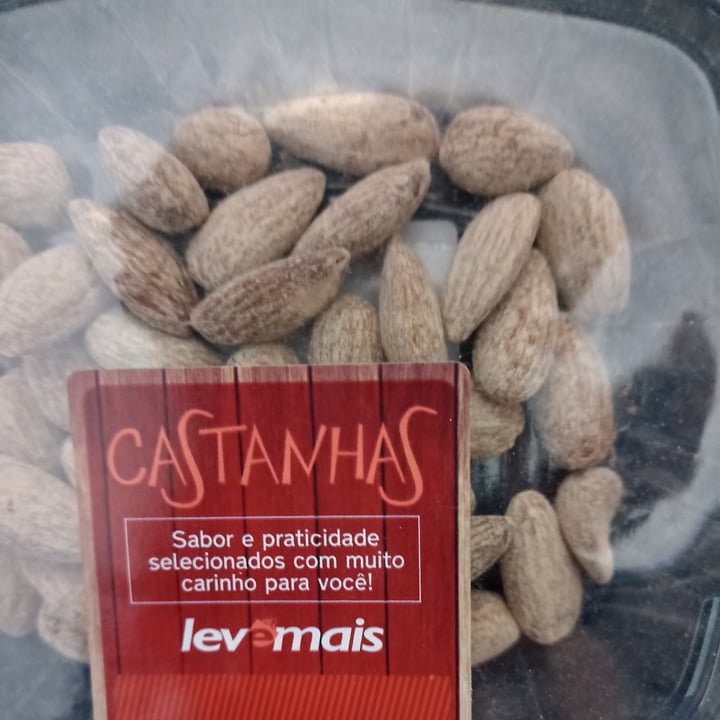 CASTANHAS
Sabor e praticidade
selecionados com muito
carinho para você!
levemais